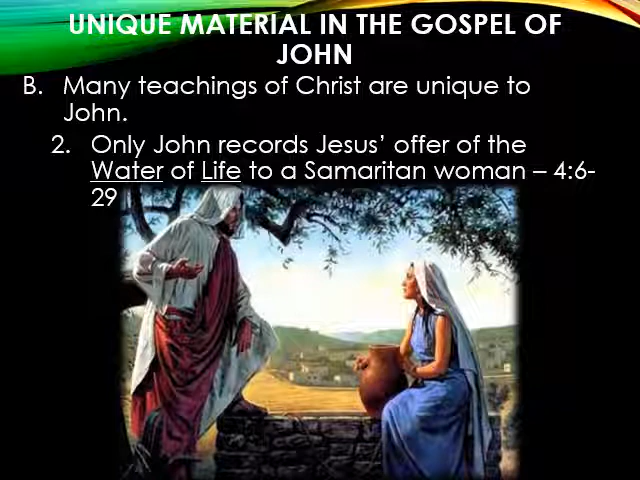 UNIQUE MATERIAL IN THE GOSPEL OF
JOHN
B. Many teachings of Christ are unique to
John.
2. Only John records Jesus’ offer of the
Water of Life to a Samaritan woman – 4:6-
29